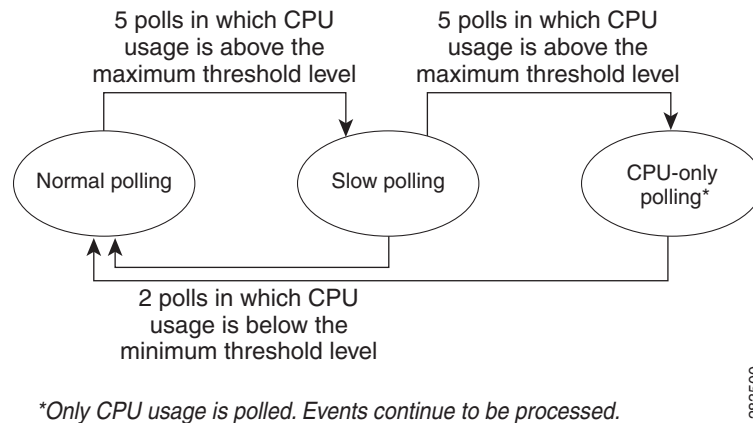 5 polls in which CPU
usage is above the
maximum threshold level
5 polls in which CPU
usage is above the
maximum threshold level
Normal polling
Slow polling
CPU-only
polling*
2 polls in which CPU
usage is below the
minimum threshold level
*Only CPU usage is polled. Events continue to be processed.